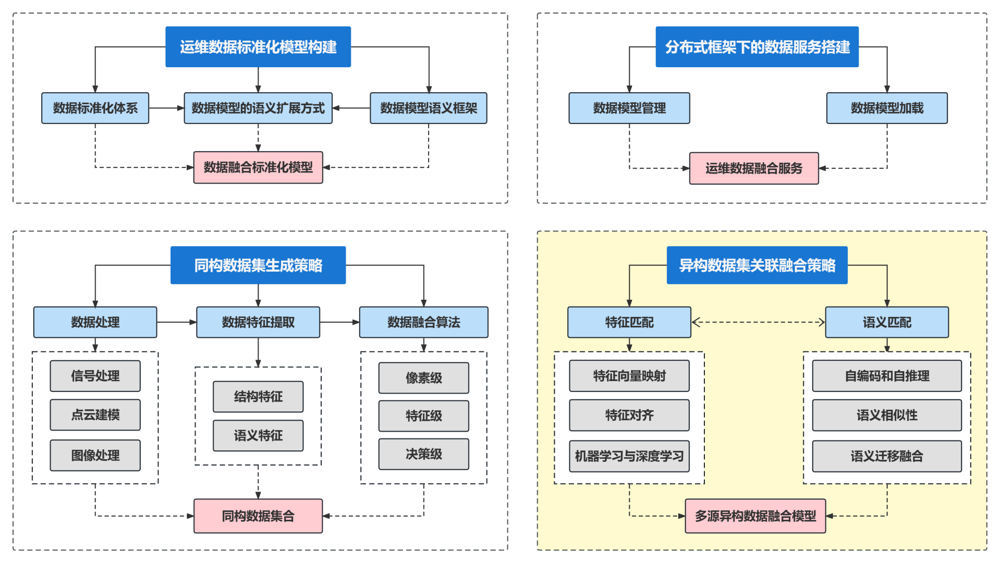 运维数据标准化模型构建
数据标准化体系
数据模型的语义扩展方式
数据模型语义框架
数据融合标准化模型
分布式框架下的数据服务搭建
数据模型管理
数据模型加载
运维数据融合服务
同构数据集生成策略
数据处理
数据特征提取
数据融合算法
信号处理
点云建模
图像处理
结构特征
语义特征
像素级
特征级
决策级
同构数据集合
异构数据集关联融合策略
特征匹配
语义匹配
特征向量映射
特征对齐
机器学习与深度学习
自编码和自推理
语义相似性
语义迁移融合
多源异构数据融合模型